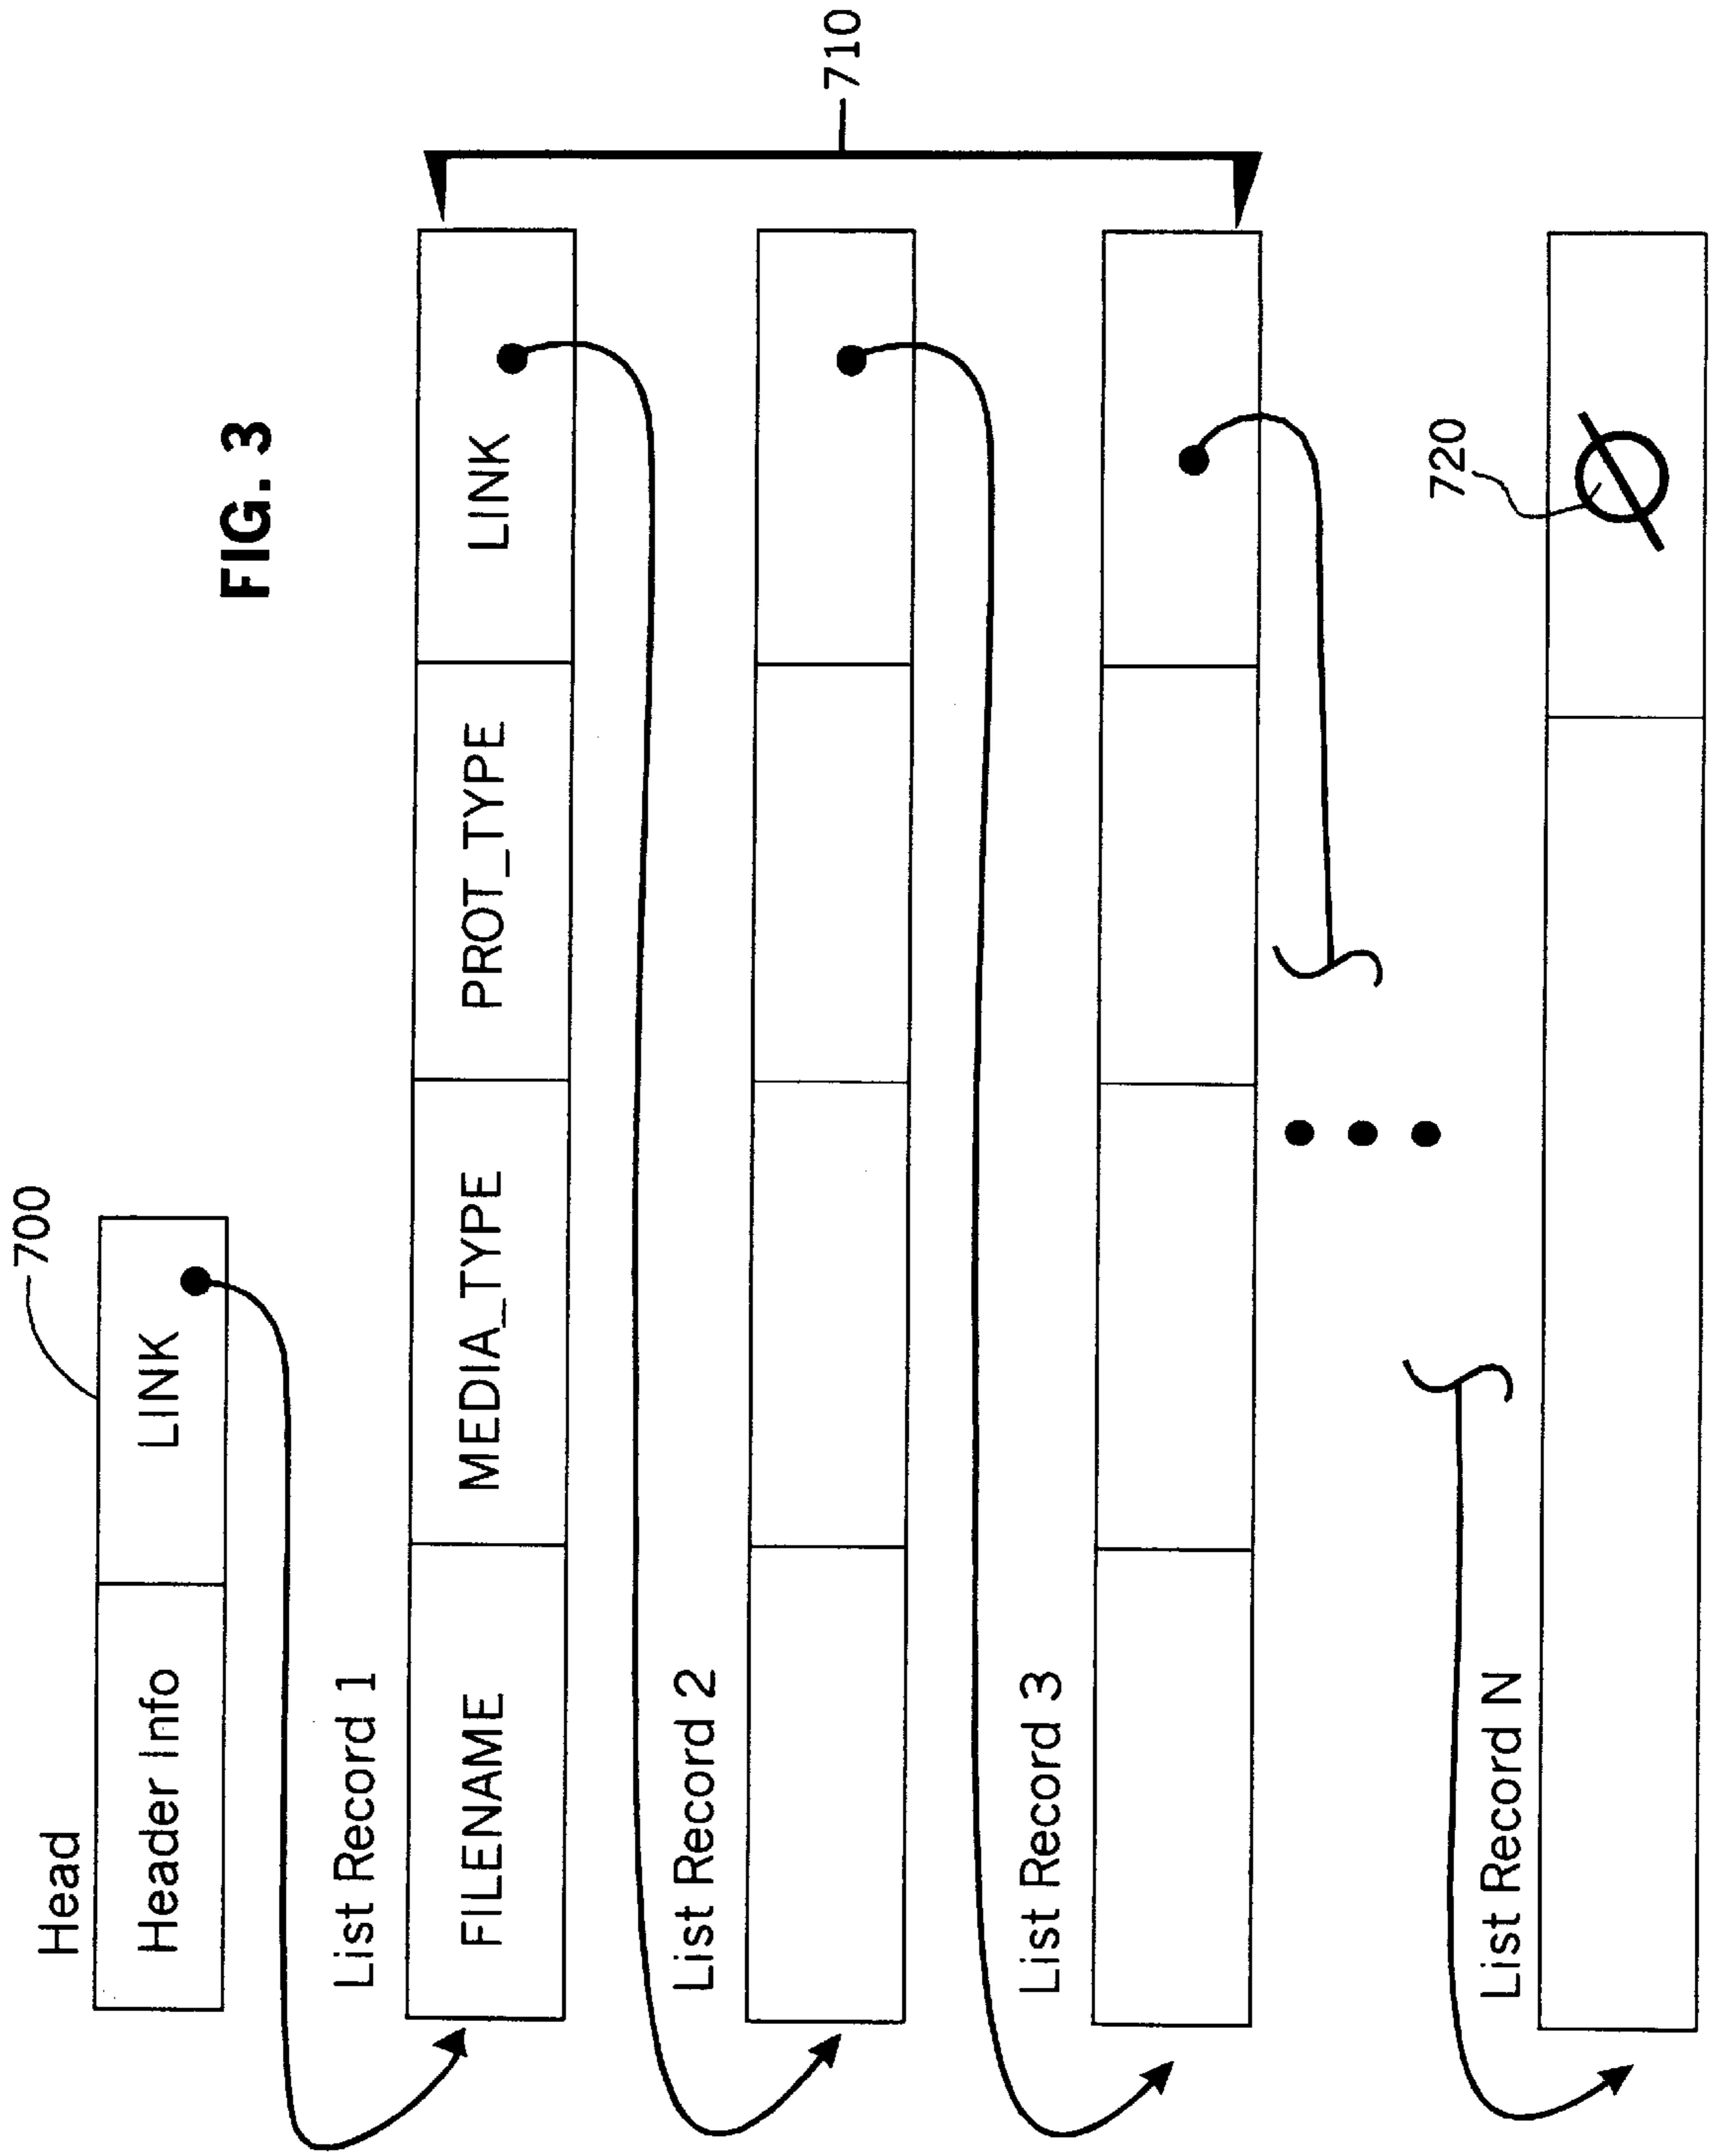 FIG. 3
Head
700
Header Info LINK
List Record 1
FILENAME MEDIA_TYPE PROT_TYPE LINK
710
List Record 2
List Record 3
720
List Record N